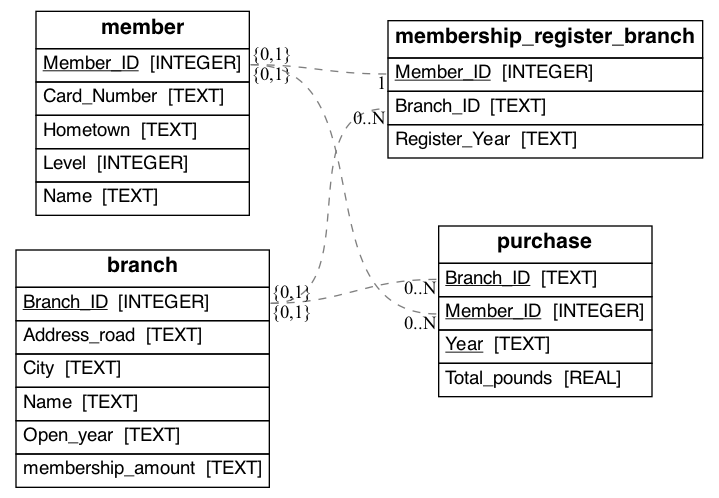 member
Member_ID [INTEGER]
Card_Number [TEXT]
Hometown [TEXT]
Level [INTEGER]
Name [TEXT]
{0,1}
{0,1}
membership_register_branch
Member_ID [INTEGER]
Branch_ID [TEXT]
Register_Year [TEXT]
1
0..N
branch
Branch_ID [INTEGER]
Address_road [TEXT]
City [TEXT]
Name [TEXT]
Open_year [TEXT]
membership_amount [TEXT]
{0,1}
{0,1}
purchase
Branch_ID [TEXT]
Member_ID [INTEGER]
Year [TEXT]
Total_pounds [REAL]
0..N
0..N